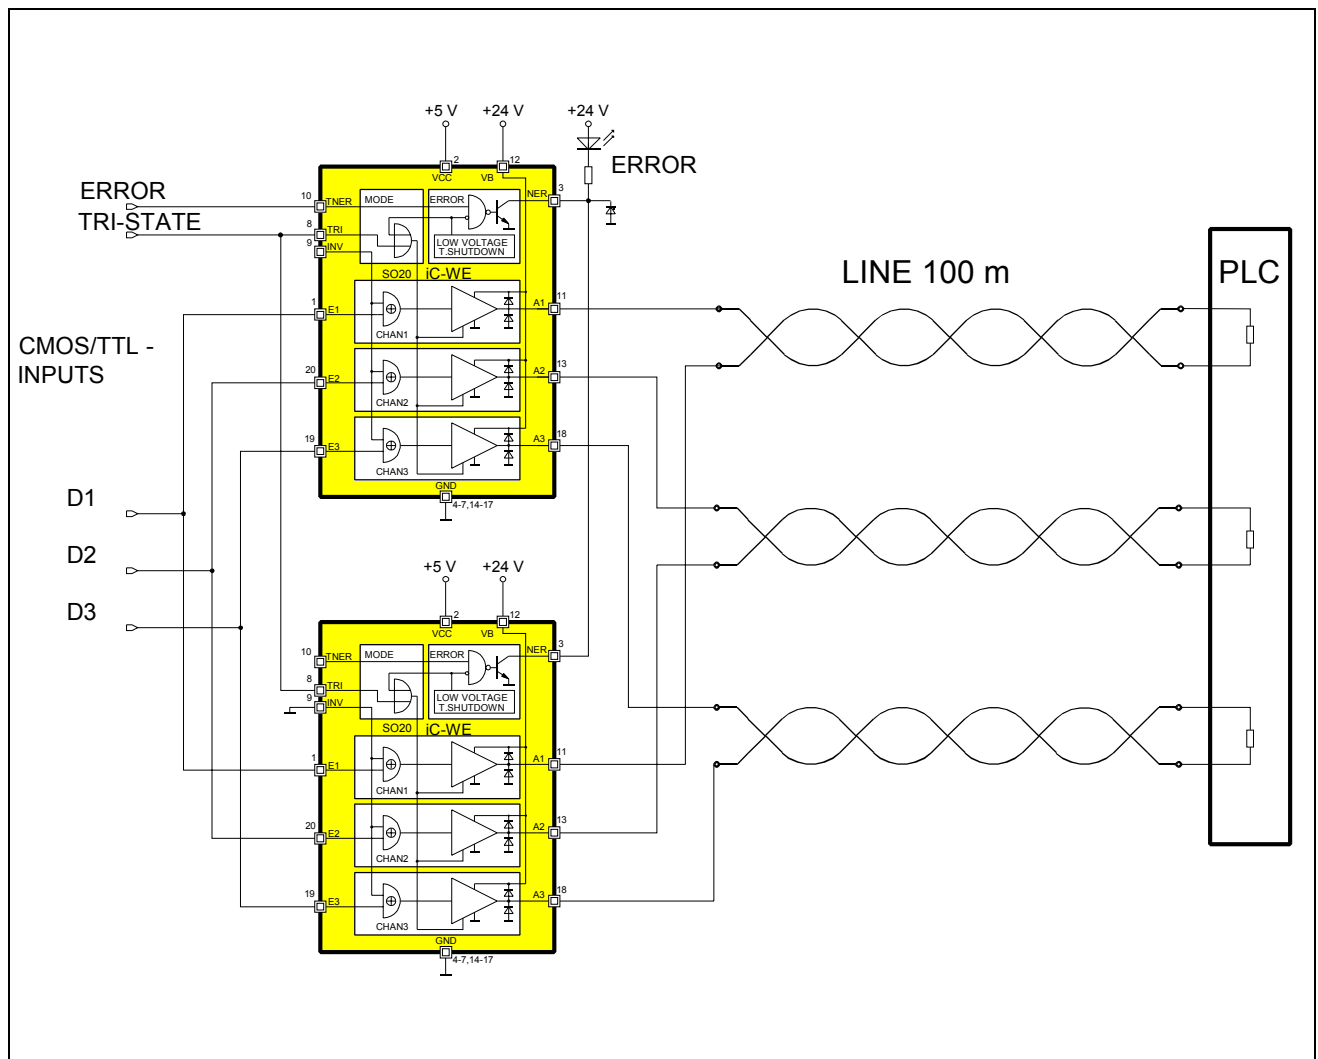 +5 V
+24 V
+24 V
ERROR
2
12
VCC
VB
3
ERROR
10
TNER
MODE
ERROR
NER
TRI-STATE
8
TRI
9
INV
LOW VOLTAGE
T.SHUTDOWN
SO20
iC-WE
LINE 100 m
PLC
1
E1
CHAN1
A1
11
CMOS/TTL -
INPUTS
20
E2
CHAN2
A2
13
19
E3
CHAN3
A3
18
GND
4-7,14-17
D1
D2
D3
+5 V
+24 V
2
12
VCC
VB
3
10
TNER
MODE
ERROR
NER
8
TRI
9
INV
LOW VOLTAGE
T.SHUTDOWN
SO20
iC-WE
1
E1
CHAN1
A1
11
20
E2
CHAN2
A2
13
19
E3
CHAN3
A3
18
GND
4-7,14-17